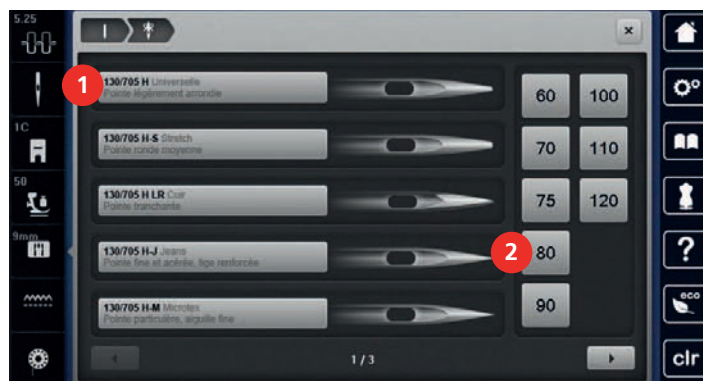 5.25
130/705 H Universelle
Pointe légèrement arrondie
1
60
100
1C
130/705 H-S Stretch
Pointe ronde moyenne
70
110
50
130/705 H LR Cuir
Pointe tranchante
75
120
9mm
130/705 H-J Jeans
Pointe fine et acérée, tige renforcée
2
80
?
130/705 H-M Microtex
Pointe particulière, aiguille fine
90
eco
1/3
clr